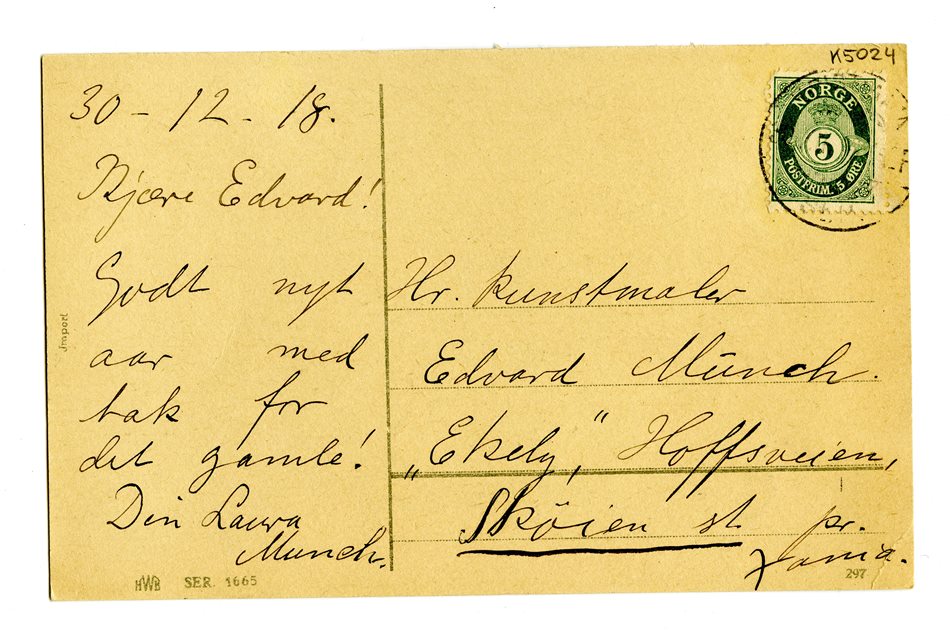 K5024
30 - 12 - 18.
Kjære Edvard!
Godt nyt
aar med
tak for
det gamle!
Din Laura
Munch.
NORGE
5
POSTFRIM. 5 ØRE
Hr. Kunstmaler
Edvard Munch.
„Ekely", Hoffsveien,
Skøien st. pr.
Import
HWB SER. 1665
297